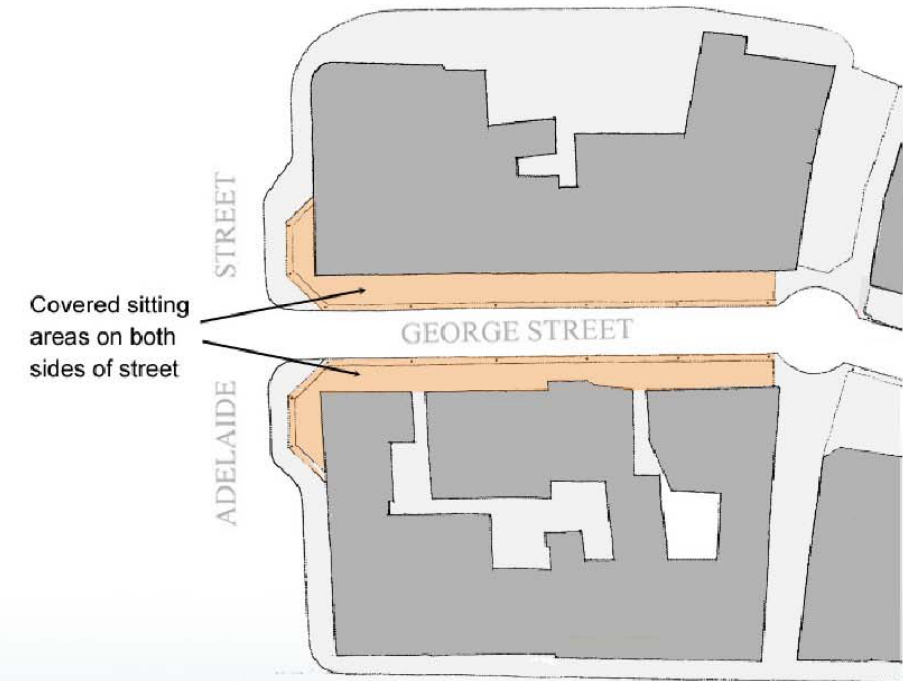 STREET
Covered sitting
areas on both
sides of street
GEORGE STREET
ADELAIDE